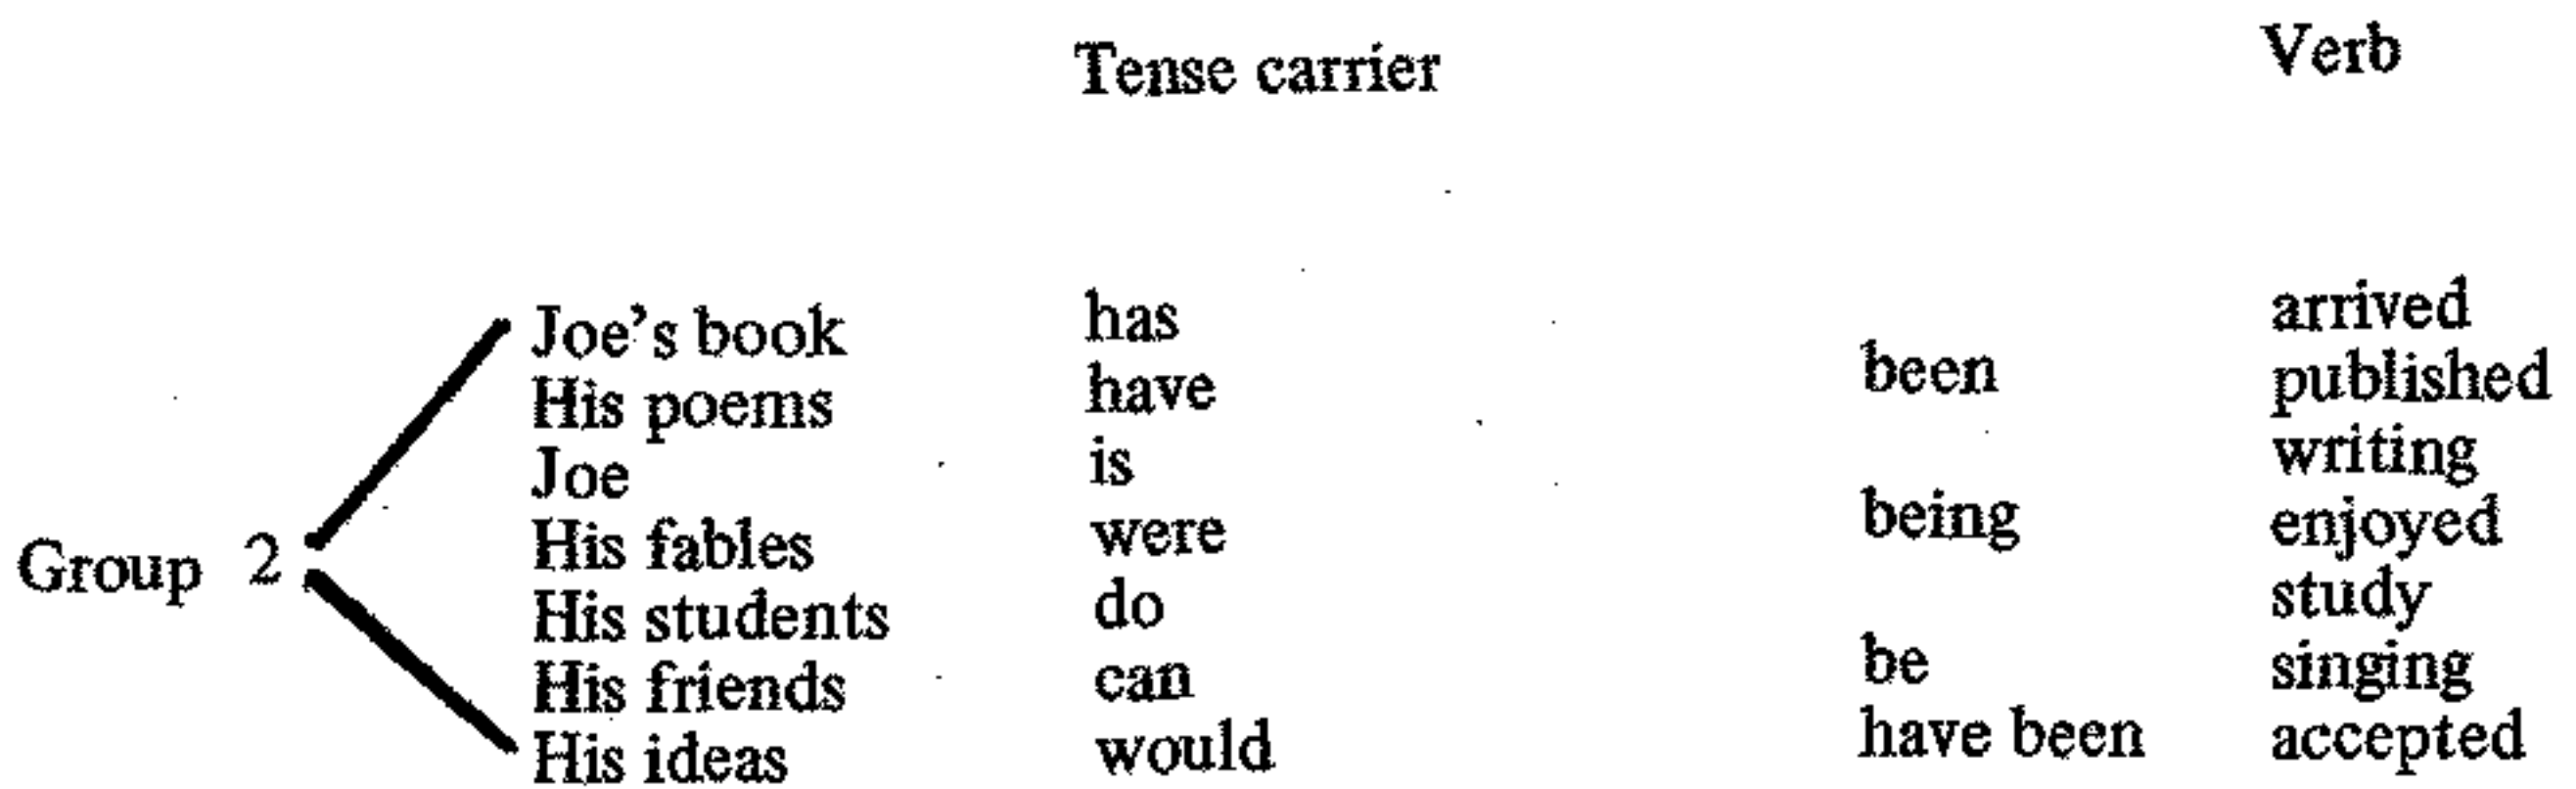 Tense carrier Verb
Joe's book has arrived
His poems have been published
Joe is writing
Group 2 His fables were being enjoyed
His students do study
His friends can be singing
His ideas would have been accepted